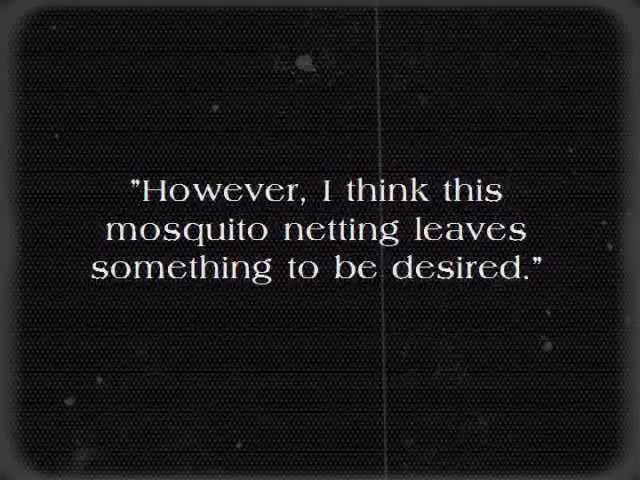 "However, I think this
mosquito netting leaves
something to be desired."